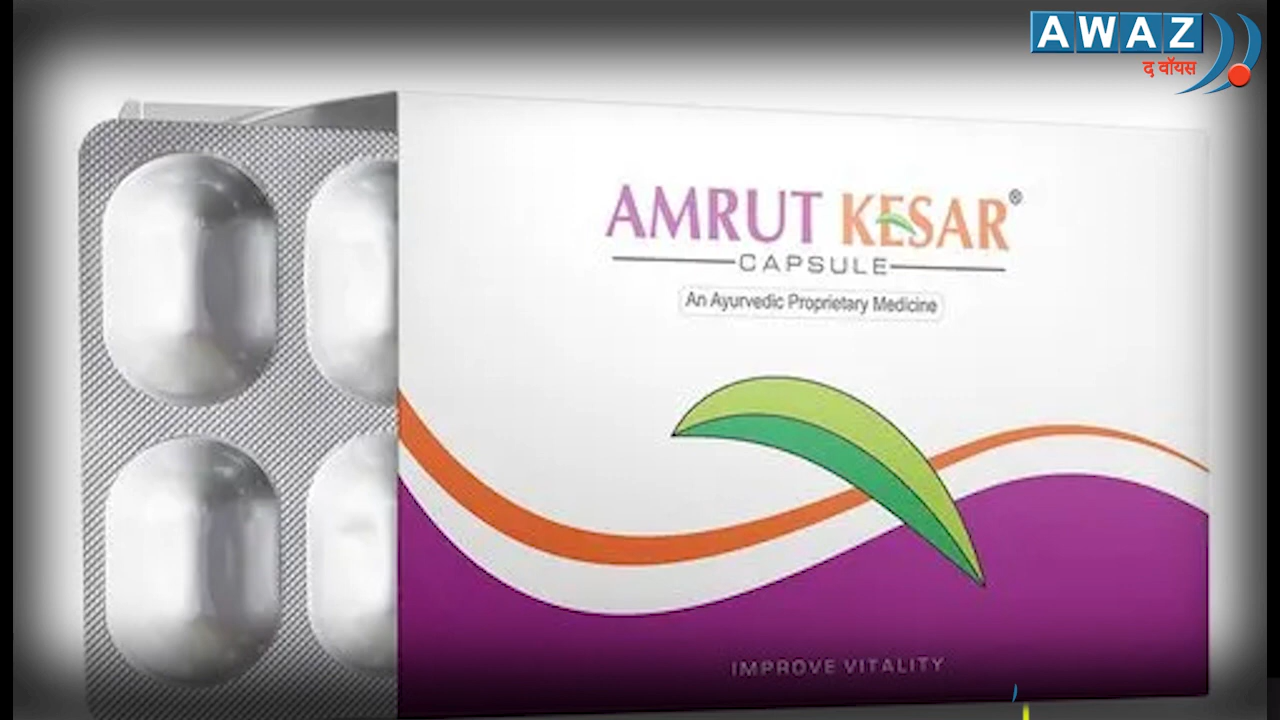 AWAZ
द वॉयस
AMRUT KESAR®
CAPSULE
An Ayurvedic Proprietary Medicine
IMPROVE VITALITY